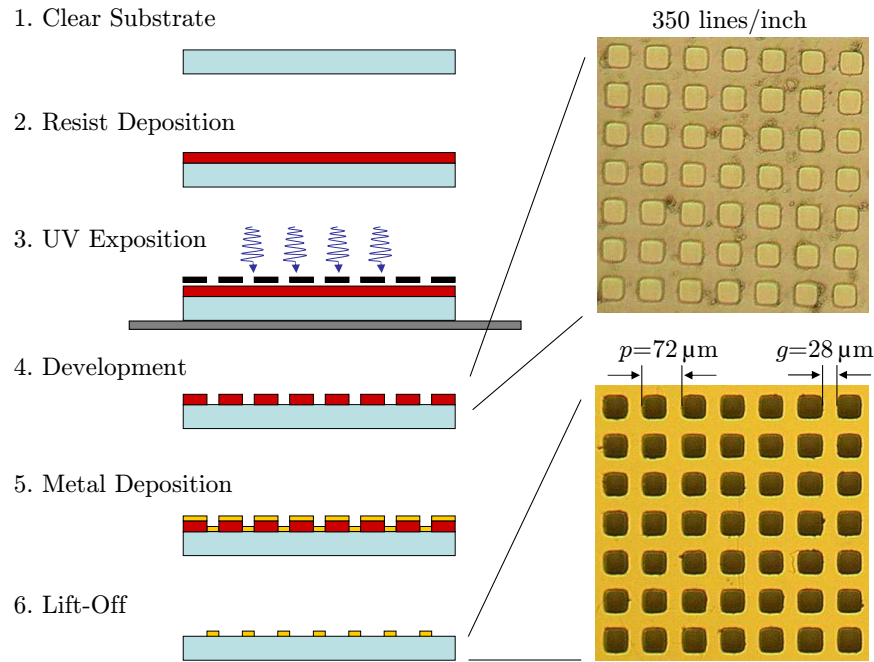 1. Clear Substrate
2. Resist Deposition
3. UV Exposition
4. Development
5. Metal Deposition
6. Lift-Off
350 lines/inch
p=72 µm
g=28 µm